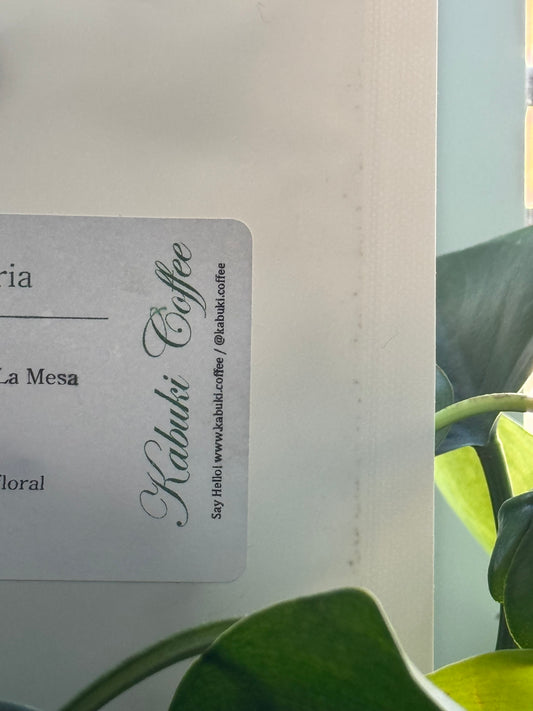 ria
La Mesa
floral
Kabuki Coffee
Say Hello! www.kabuki.coffee / @kabuki.coffee